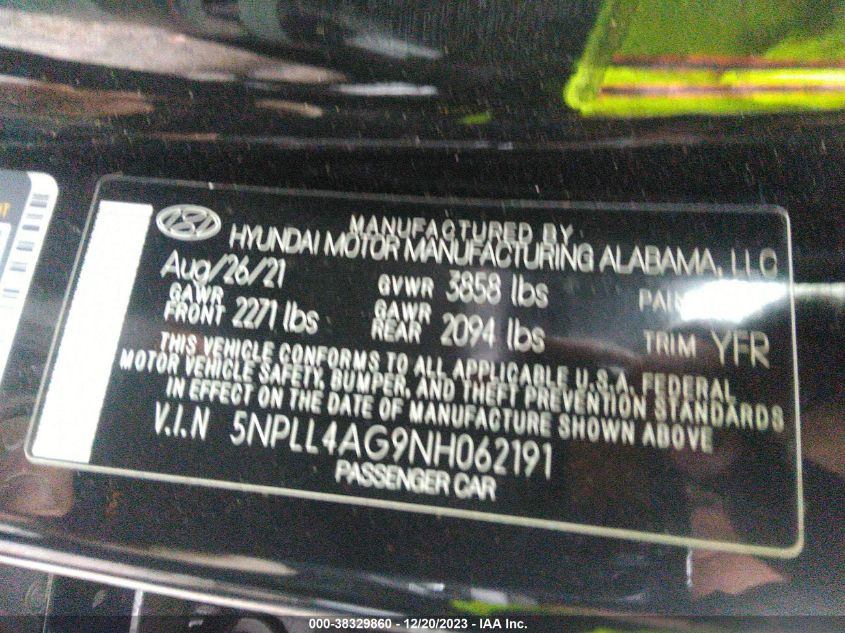 MANUFACTURED BY
HYUNDAI MOTOR MANUFACTURING ALABAMA, LLC
Aug/26/21 GVWR 3858 lbs
GAWR FRONT 2271 lbs GAWR REAR 2094 lbs TRIM YFR
THIS VEHICLE CONFORMS TO ALL APPLICABLE U.S.A. FEDERAL
MOTOR VEHICLE SAFETY, BUMPER, AND THEFT PREVENTION STANDARDS
IN EFFECT ON THE DATE OF MANUFACTURE SHOWN ABOVE
V.I.N 5NPLL4AG9NH062191
PASSENGER CAR
000-38329860 - 12/20/2023 - IAA Inc.